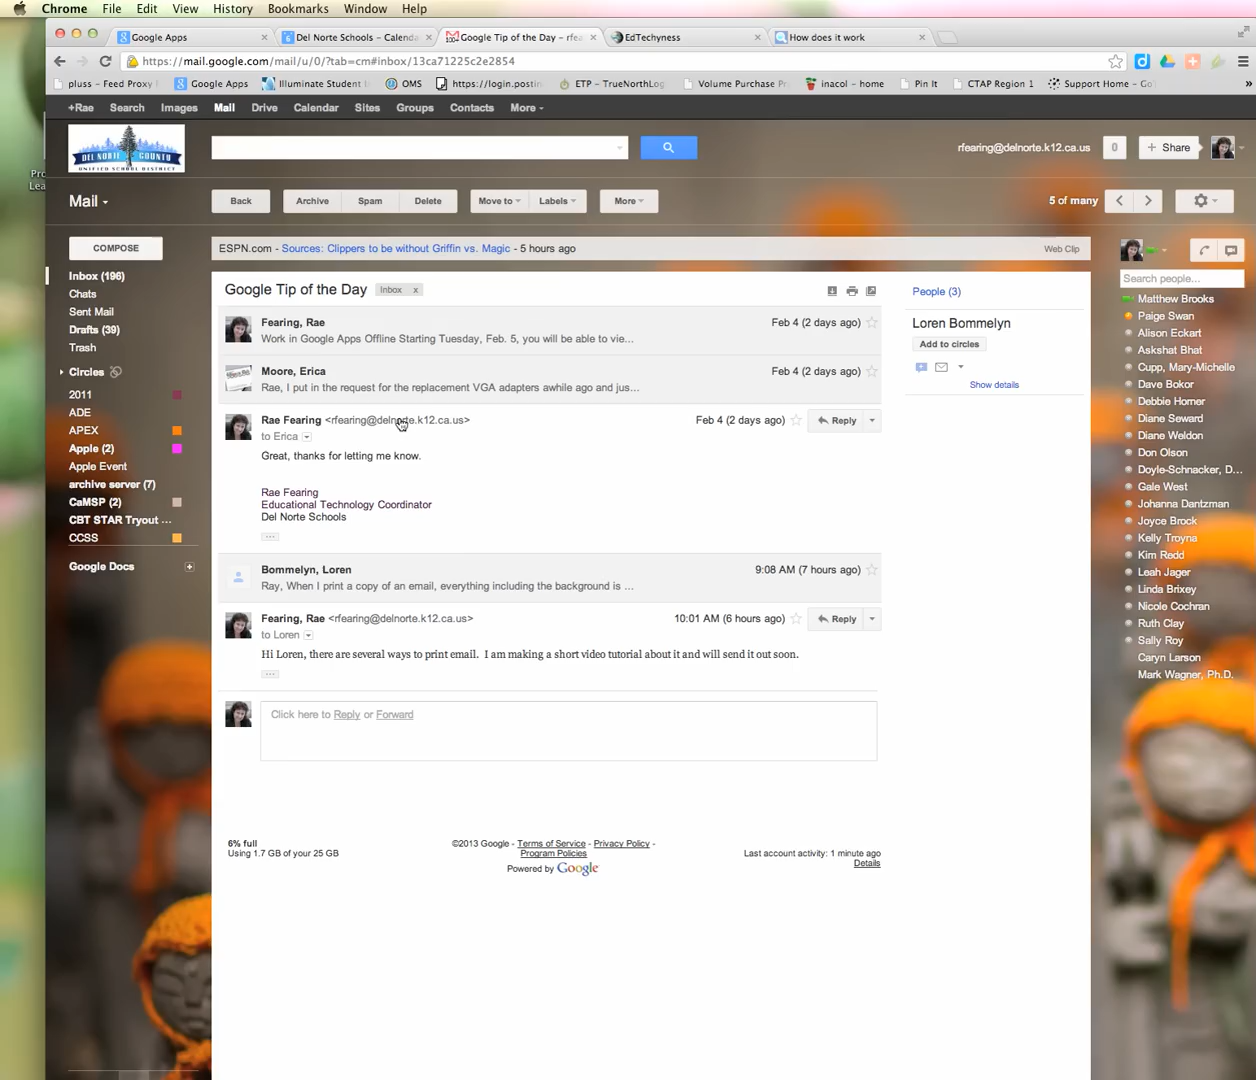 Chrome File Edit View History Bookmarks Window Help
Google Apps × Del Norte Schools – Calenda × Google Tip of the Day – rfea × EdTechyness × How does it work ×
https://mail.google.com/mail/u/0/?tab=cm#inbox/13ca71225c2e2854
pluss – Feed Proxy Google Apps Illuminate Student OMS https://login.postin ETP – TrueNorthLog Volume Purchase Pr inacol – home Pin It CTAP Region 1 Support Home – Go »
+Rae Search Images Mail Drive Calendar Sites Groups Contacts More
DEL NORTE COUNTY
UNIFIED SCHOOL DISTRICT
rfearing@delnorte.k12.ca.us 0 + Share
Mail Back Archive Spam Delete Move to Labels More 5 of many
COMPOSE
ESPN.com - Sources: Clippers to be without Griffin vs. Magic - 5 hours ago Web Clip
Inbox (196)
Chats
Sent Mail
Drafts (39)
Trash
Circles
2011
ADE
APEX
Apple (2)
Apple Event
archive server (7)
CaMSP (2)
CBT STAR Tryout ...
CCSS
Google Docs
Google Tip of the Day Inbox x
Fearing, Rae Feb 4 (2 days ago)
Work in Google Apps Offline Starting Tuesday, Feb. 5, you will be able to vie...
Moore, Erica Feb 4 (2 days ago)
Rae, I put in the request for the replacement VGA adapters awhile ago and jus...
Rae Fearing <rfearing@delnorte.k12.ca.us> Feb 4 (2 days ago) Reply
to Erica
Great, thanks for letting me know.
Rae Fearing
Educational Technology Coordinator
Del Norte Schools
...
Bommelyn, Loren 9:08 AM (7 hours ago)
Ray, When I print a copy of an email, everything including the background is ...
Fearing, Rae <rfearing@delnorte.k12.ca.us> 10:01 AM (6 hours ago) Reply
to Loren
Hi Loren, there are several ways to print email. I am making a short video tutorial about it and will send it out soon.
...
Click here to Reply or Forward
6% full
Using 1.7 GB of your 25 GB
©2013 Google - Terms of Service - Privacy Policy -
Program Policies
Powered by Google
Last account activity: 1 minute ago
Details
People (3)
Loren Bommelyn
Add to circles
Show details
Search people...
Matthew Brooks
Paige Swan
Alison Eckart
Askshat Bhat
Cupp, Mary-Michelle
Dave Bokor
Debbie Horner
Diane Seward
Diane Weldon
Don Olson
Doyle-Schnacker, D...
Gale West
Johanna Dantzman
Joyce Brock
Kelly Troyna
Kim Redd
Leah Jager
Linda Brixey
Nicole Cochran
Ruth Clay
Sally Roy
Caryn Larson
Mark Wagner, Ph.D.